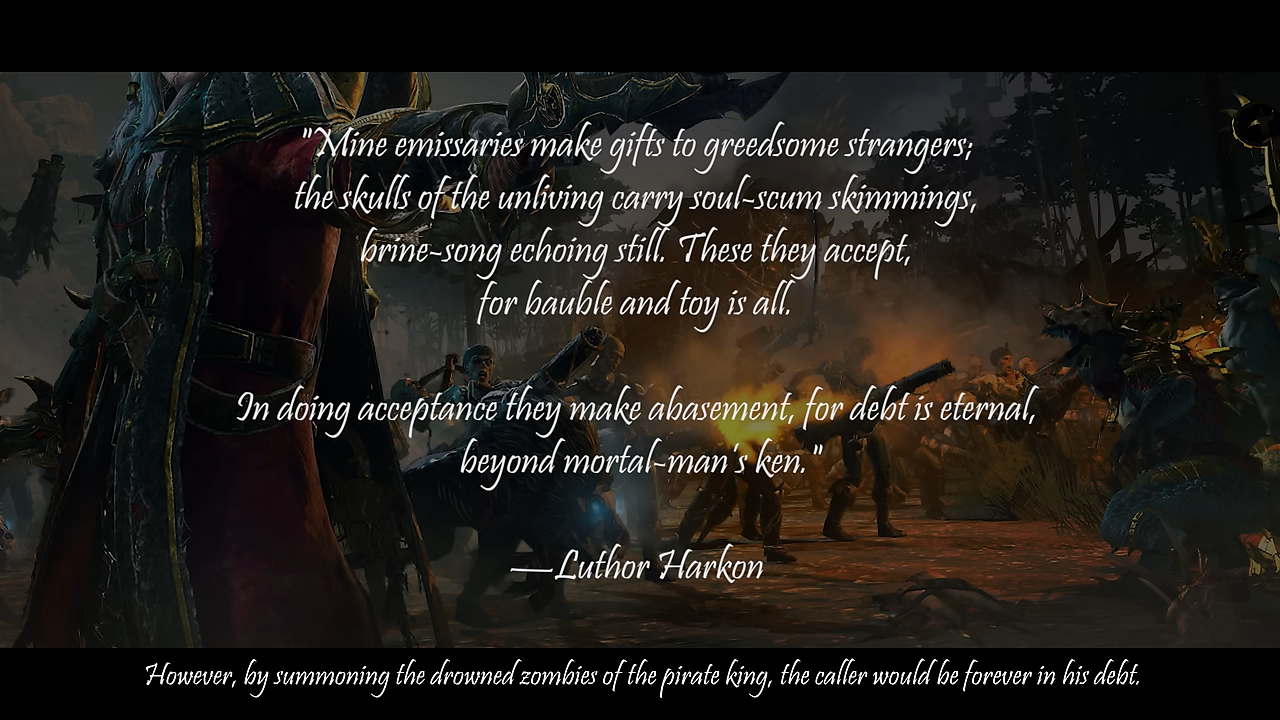 "Mine emissaries make gifts to greedsome strangers;
the skulls of the unliving carry soul-scum skimmings,
brine-song echoing still. These they accept,
for bauble and toy is all.
In doing acceptance they make abasement, for debt is eternal,
beyond mortal-man's ken."
—Luthor Harkon
However, by summoning the drowned zombies of the pirate king, the caller would be forever in his debt.